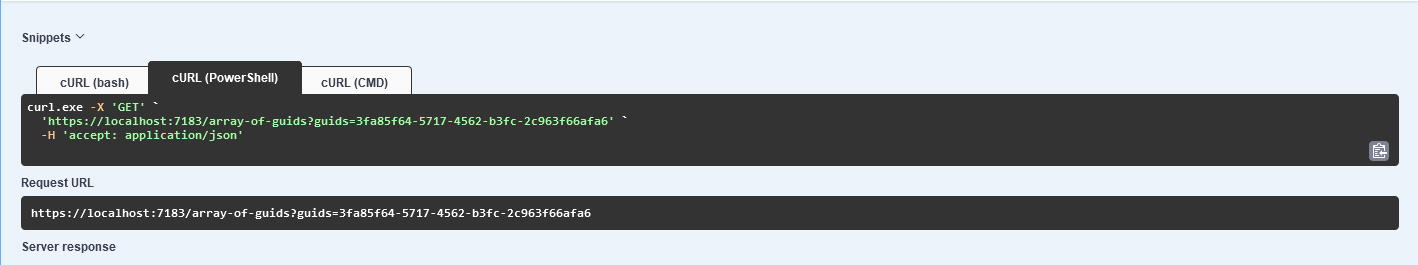 Snippets
cURL (bash) cURL (PowerShell) cURL (CMD)
curl.exe -X 'GET' `
'https://localhost:7183/array-of-guids?guids=3fa85f64-5717-4562-b3fc-2c963f66afa6' `
-H 'accept: application/json'
Request URL
https://localhost:7183/array-of-guids?guids=3fa85f64-5717-4562-b3fc-2c963f66afa6
Server response